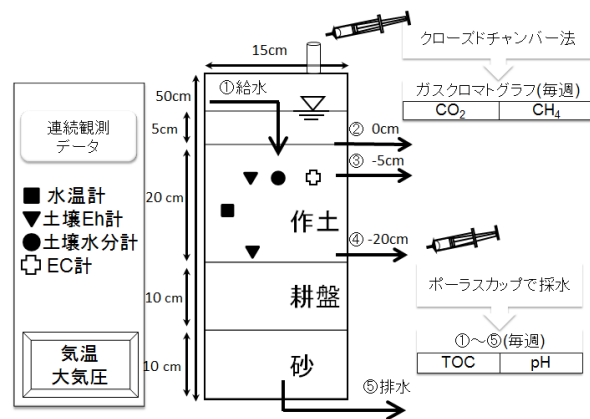 15cm
クローズドチャンバー法
ガスクロマトグラフ(毎週)
CO2
CH4
50cm
①給水
5cm
② 0cm
③ -5cm
連続観測
データ
水温計
土壌Eh計
土壌水分計
EC計
20 cm
作土
④ -20cm
ポーラスカップで採水
10 cm
耕盤
①~⑤(毎週)
TOC
pH
気温
大気圧
10 cm
砂
⑤排水